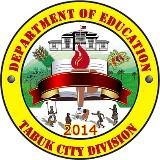 DEPARTMENT OF EDUCATION
2014
TABUK CITY DIVISION